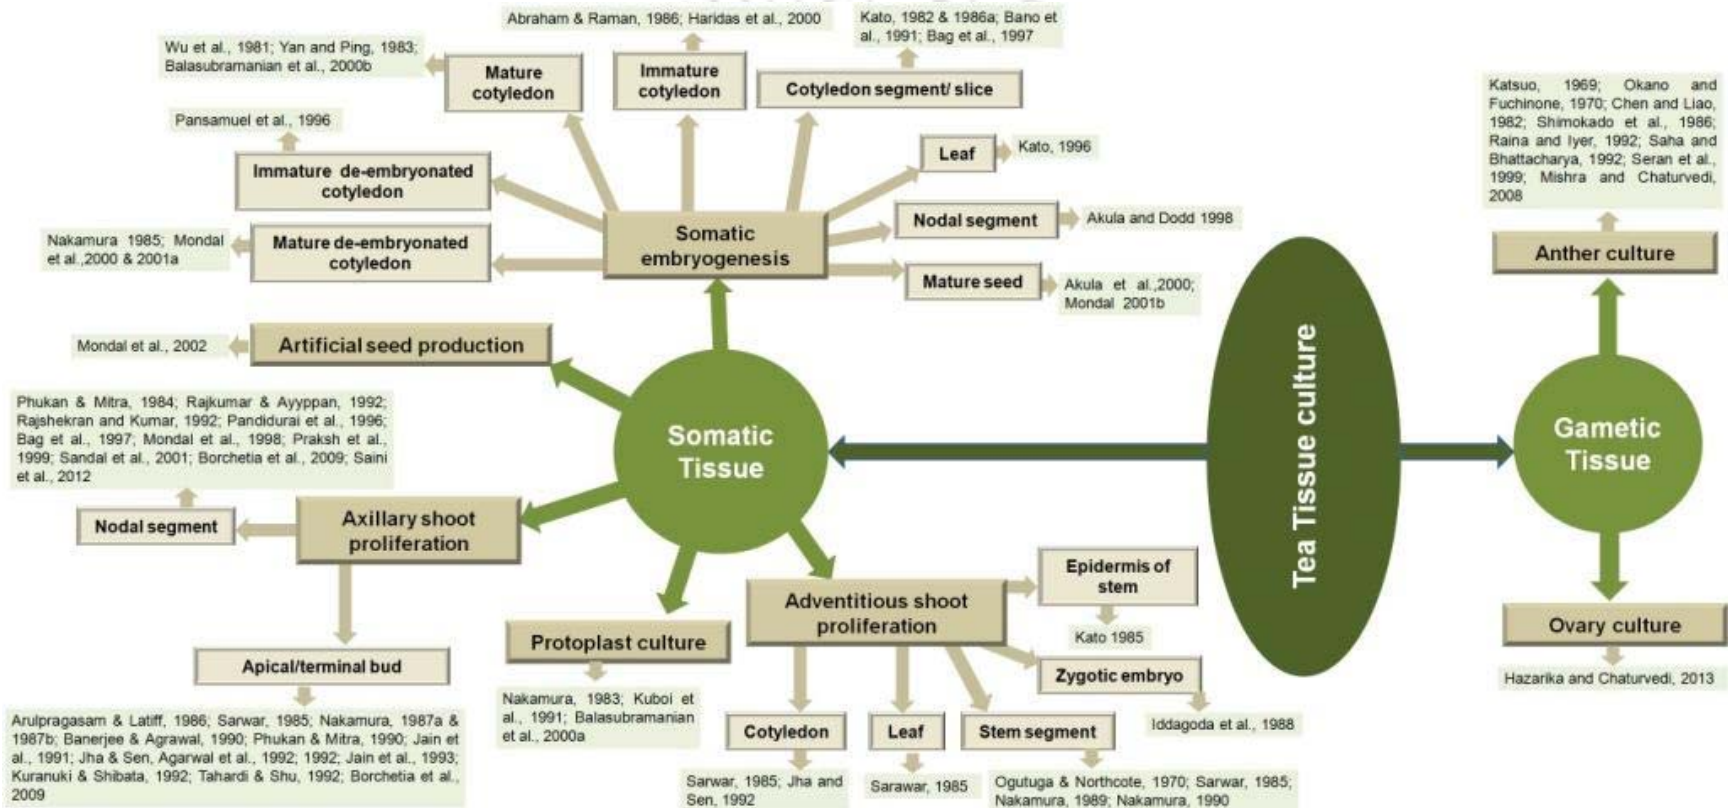 Abraham & Raman, 1986; Haridas et al., 2000
Kato, 1982 & 1986a; Bano et
al., 1991; Bag et al., 1997
Wu et al., 1981; Yan and Ping, 1983;
Balasubramanian et al., 2000b
Mature
cotyledon
Immature
cotyledon
Cotyledon segment/ slice
Pansamuel et al., 1996
Immature de-embryonated
cotyledon
Leaf
Kato, 1996
Nakamura 1985; Mondal
et al.,2000 & 2001a
Mature de-embryonated
cotyledon
Somatic
embryogenesis
Nodal segment
Akula and Dodd 1998
Mature seed
Akula et al.,2000;
Mondal 2001b
Mondal et al., 2002
Artificial seed production
Phukan & Mitra, 1984; Rajkumar & Ayyppan, 1992;
Rajshekran and Kumar, 1992; Pandidurai et al., 1996;
Bag et al., 1997; Mondal et al., 1998; Praksh et al.,
1999; Sandal et al., 2001; Borchetia et al., 2009; Saini
et al., 2012
Somatic
Tissue
Nodal segment
Axillary shoot
proliferation
Apical/terminal bud
Arulpragasam & Latiff, 1986; Sarwar, 1985; Nakamura, 1987a &
1987b; Banerjee & Agrawal, 1990; Phukan & Mitra, 1990; Jain et
al., 1991; Jha & Sen, Agarwal et al., 1992; 1992; Jain et al., 1993;
Kuranuki & Shibata, 1992; Tahardi & Shu, 1992; Borchetia et al.,
2009
Protoplast culture
Nakamura, 1983; Kuboi et
al., 1991; Balasubramanian
et al., 2000a
Adventitious shoot
proliferation
Epidermis of
stem
Kato 1985
Zygotic embryo
Iddagoda et al., 1988
Cotyledon
Sarwar, 1985; Jha and
Sen, 1992
Leaf
Sarawar, 1985
Stem segment
Ogutuga & Northcote, 1970; Sarwar, 1985;
Nakamura, 1989; Nakamura, 1990
Tea Tissue culture
Katsuo, 1969; Okano and
Fuchinone, 1970; Chen and Liao,
1982; Shimokado et al., 1986;
Raina and Iyer, 1992; Saha and
Bhattacharya, 1992; Seran et al.,
1999; Mishra and Chaturvedi,
2008
Anther culture
Gametic
Tissue
Ovary culture
Hazarika and Chaturvedi, 2013